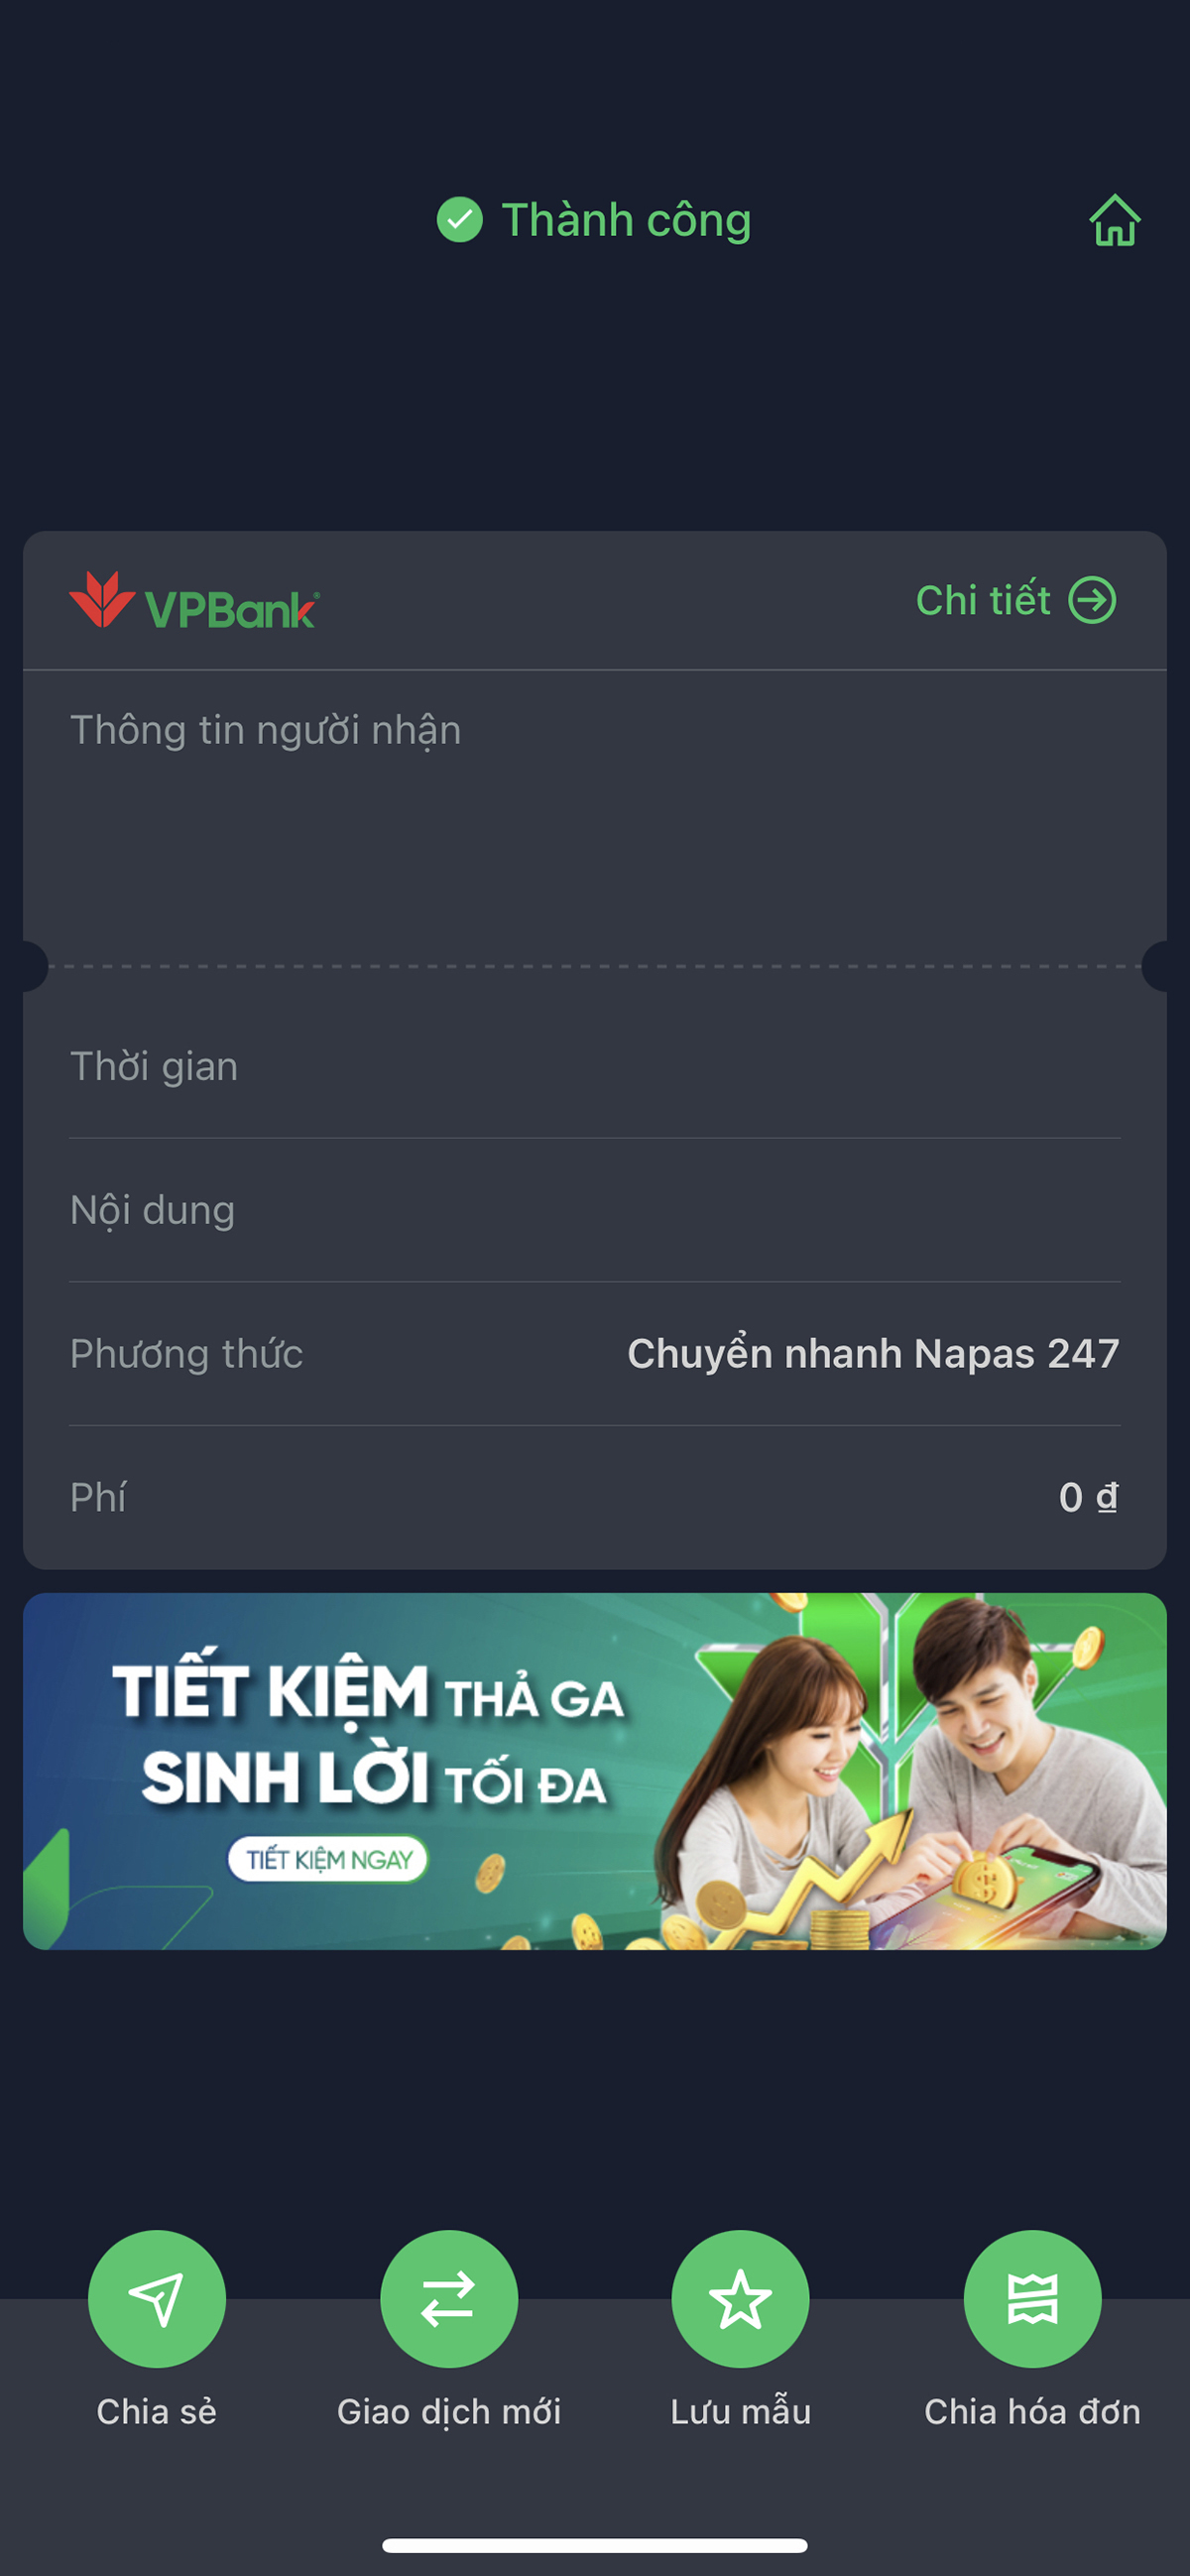 Thành công
VPBank
Chi tiết
Thông tin người nhận
Thời gian
Nội dung
Phương thức Chuyển nhanh Napas 247
Phí 0 ₫
TIẾT KIỆM THẢ GA
SINH LỜI TỐI ĐA
TIẾT KIỆM NGAY
Chia sẻ Giao dịch mới Lưu mẫu Chia hóa đơn